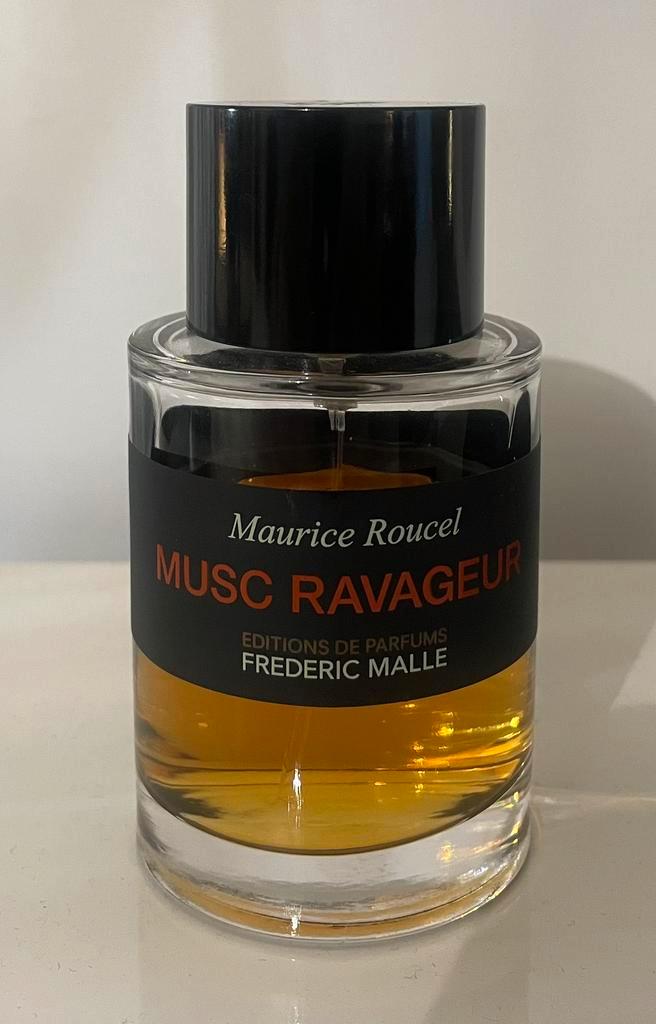 Maurice Roucel
MUSC RAVAGEUR
EDITIONS DE PARFUMS
FREDERIC MALLE